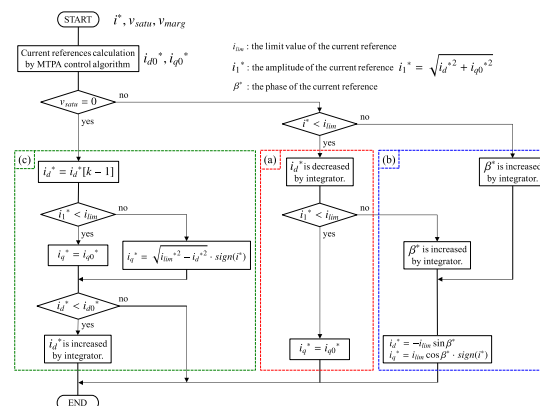 START
i*, v_satu, v_marg
Current references calculation
by MTPA control algorithm
i_d0*, i_q0*
i_lim : the limit value of the current reference
i_1* : the amplitude of the current reference i_1* = √(i_d*² + i_q0*²)
β* : the phase of the current reference
v_satu = 0
no
yes
i* < i_lim
no
yes
(c)
i_d* = i_d*[k − 1]
i_1* < i_lim
no
yes
i_q* = i_q0*
i_q* = √(i_lim*² − i_d*²) · sign(i*)
i_d* < i_d0*
no
yes
i_d* is increased
by integrator.
(a)
i_d* is decreased
by integrator.
i_1* < i_lim
no
yes
i_q* = i_q0*
(b)
β* is increased
by integrator.
β* is increased
by integrator.
i_d* = −i_lim sin β*
i_q* = i_lim cos β* · sign(i*)
END